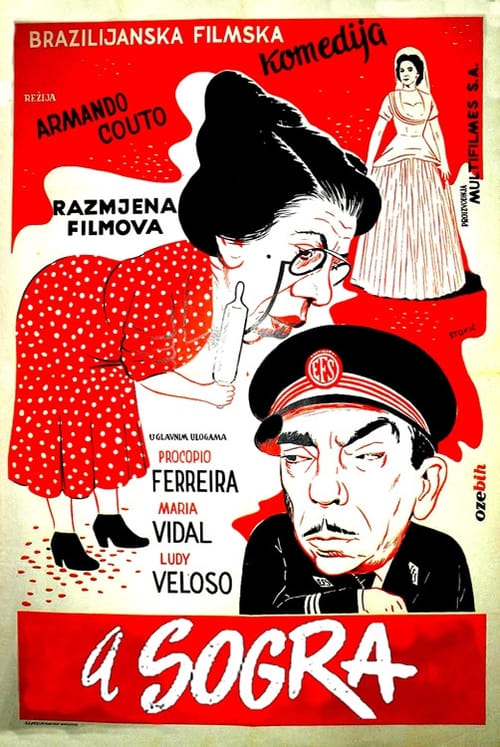 BRAZILIJANSKA FILMSKA
Komedija
REŽIJA
ARMANDO
COUTO
RAZMJENA
FILMOVA
PROIZVODNJA
MULTIFILMES S.A.
EFS
U GLAVNIM ULOGAMA
PROCOPIO
FERREIRA
MARIA
VIDAL
LUDY
VELOSO
ozebih
a SOGRA